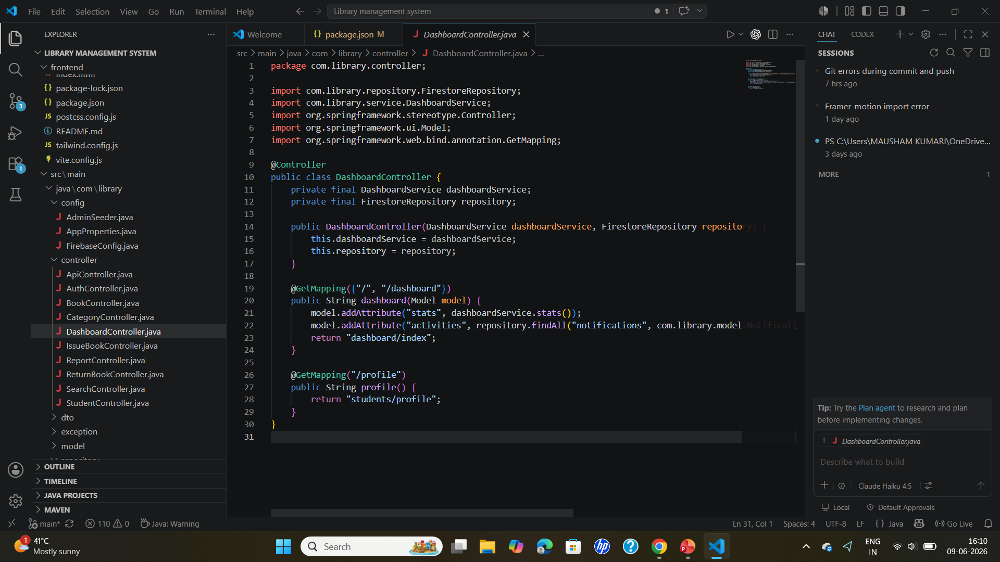 File Edit Selection View Go Run Terminal Help
Library management system
1
EXPLORER
LIBRARY MANAGEMENT SYSTEM
frontend
index.html
package-lock.json
package.json
postcss.config.js
README.md
tailwind.config.js
vite.config.js
src\main
java\com\library
config
AdminSeeder.java
AppProperties.java
FirebaseConfig.java
controller
ApiController.java
AuthController.java
BookController.java
CategoryController.java
DashboardController.java
IssueBookController.java
ReportController.java
ReturnBookController.java
SearchController.java
StudentController.java
dto
exception
model
repository
OUTLINE
TIMELINE
JAVA PROJECTS
MAVEN
3
1
Welcome
{} package.json M
J DashboardController.java
src > main > java > com > library > controller > J DashboardController.java > ...
1 package com.library.controller;
2
3 import com.library.repository.FirestoreRepository;
4 import com.library.service.DashboardService;
5 import org.springframework.stereotype.Controller;
6 import org.springframework.ui.Model;
7 import org.springframework.web.bind.annotation.GetMapping;
8
9 @Controller
10 public class DashboardController {
11 private final DashboardService dashboardService;
12 private final FirestoreRepository repository;
13
14 public DashboardController(DashboardService dashboardService, FirestoreRepository repository) {
15 this.dashboardService = dashboardService;
16 this.repository = repository;
17 }
18
19 @GetMapping({"/", "/dashboard"})
20 public String dashboard(Model model) {
21 model.addAttribute("stats", dashboardService.stats());
22 model.addAttribute("activities", repository.findAll("notifications", com.library.model.Notificati
23 return "dashboard/index";
24 }
25
26 @GetMapping("/profile")
27 public String profile() {
28 return "students/profile";
29 }
30 }
31
CHAT CODEX
SESSIONS
Git errors during commit and push
7 hrs ago
Framer-motion import error
1 day ago
PS C:\Users\MAUSHAM KUMARI\OneDrive...
3 days ago
MORE 1
Tip: Try the Plan agent to research and plan
before implementing changes.
J DashboardController.java
Describe what to build
Claude Haiku 4.5
Local Default Approvals
main* 110 0 Java: Warning
Ln 31, Col 1 Spaces: 4 UTF-8 LF {} Java Go Live
1
41°C
Mostly sunny
Search
hp
ENG
IN
16:10
09-06-2026